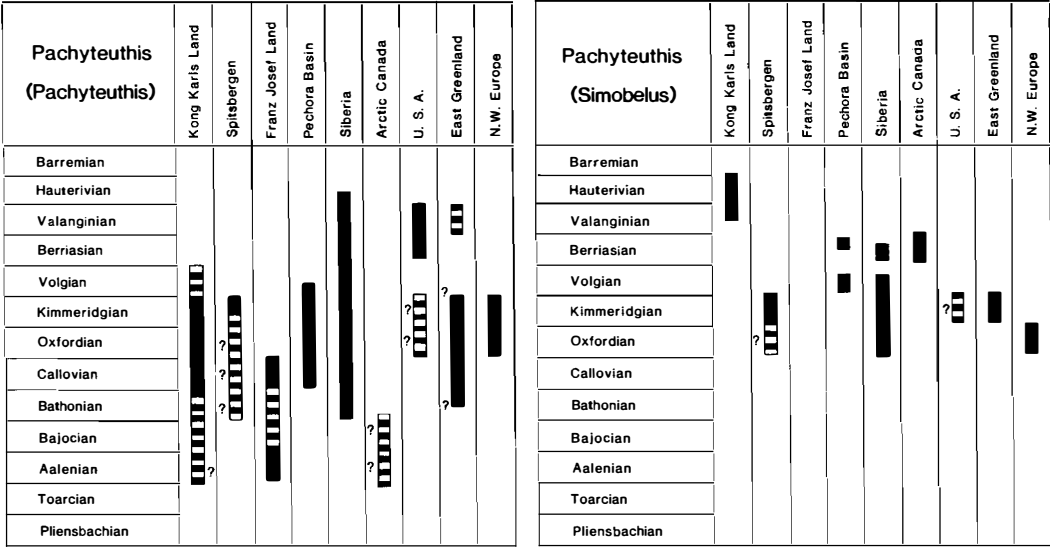 Pachyteuthis
(Pachyteuthis)
Kong Karls Land
Spitsbergen
Franz Josef Land
Pechora Basin
Siberia
Arctic Canada
U. S. A.
East Greenland
N.W. Europe
Barremian
Hauterivian
Valanginian
Berriasian
Volgian
?
Kimmeridgian
?
Oxfordian
?
?
Callovian
?
Bathonian
?
?
Bajocian
?
Aalenian
?
?
Toarcian
Pliensbachian
Pachyteuthis
(Simobelus)
Kong Karls Land
Spitsbergen
Franz Josef Land
Pechora Basin
Siberia
Arctic Canada
U. S. A.
East Greenland
N.W. Europe
Barremian
Hauterivian
Valanginian
Berriasian
Volgian
Kimmeridgian
?
Oxfordian
?
Callovian
Bathonian
Bajocian
Aalenian
Toarcian
Pliensbachian